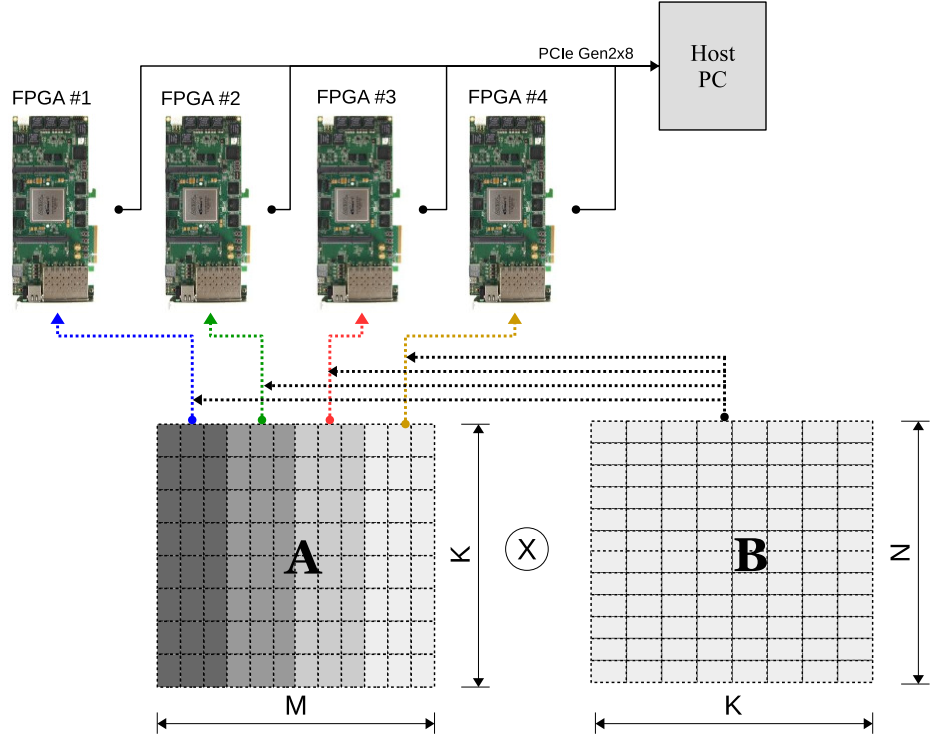 PCIe Gen2x8
Host
PC
FPGA #1
FPGA #2
FPGA #3
FPGA #4
A
K
X
B
N
M
K